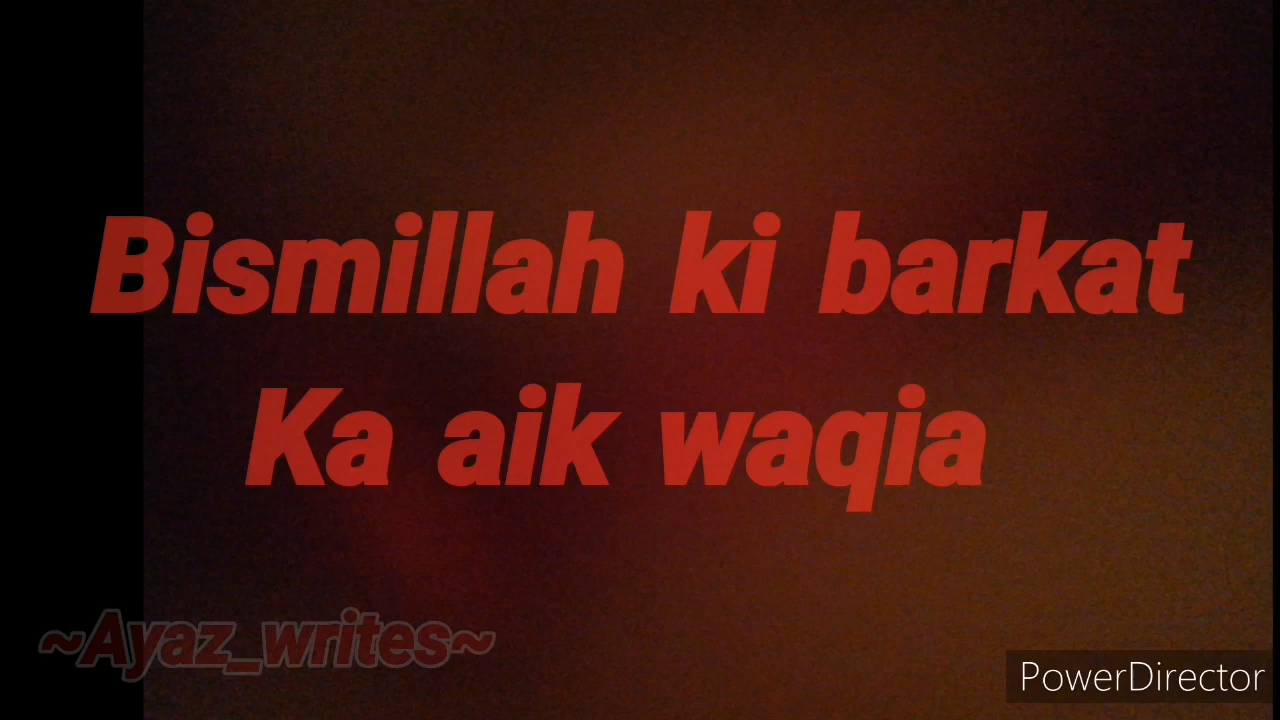 Bismillah ki barkat
Ka aik waqia
~Ayaz_writes~
PowerDirector